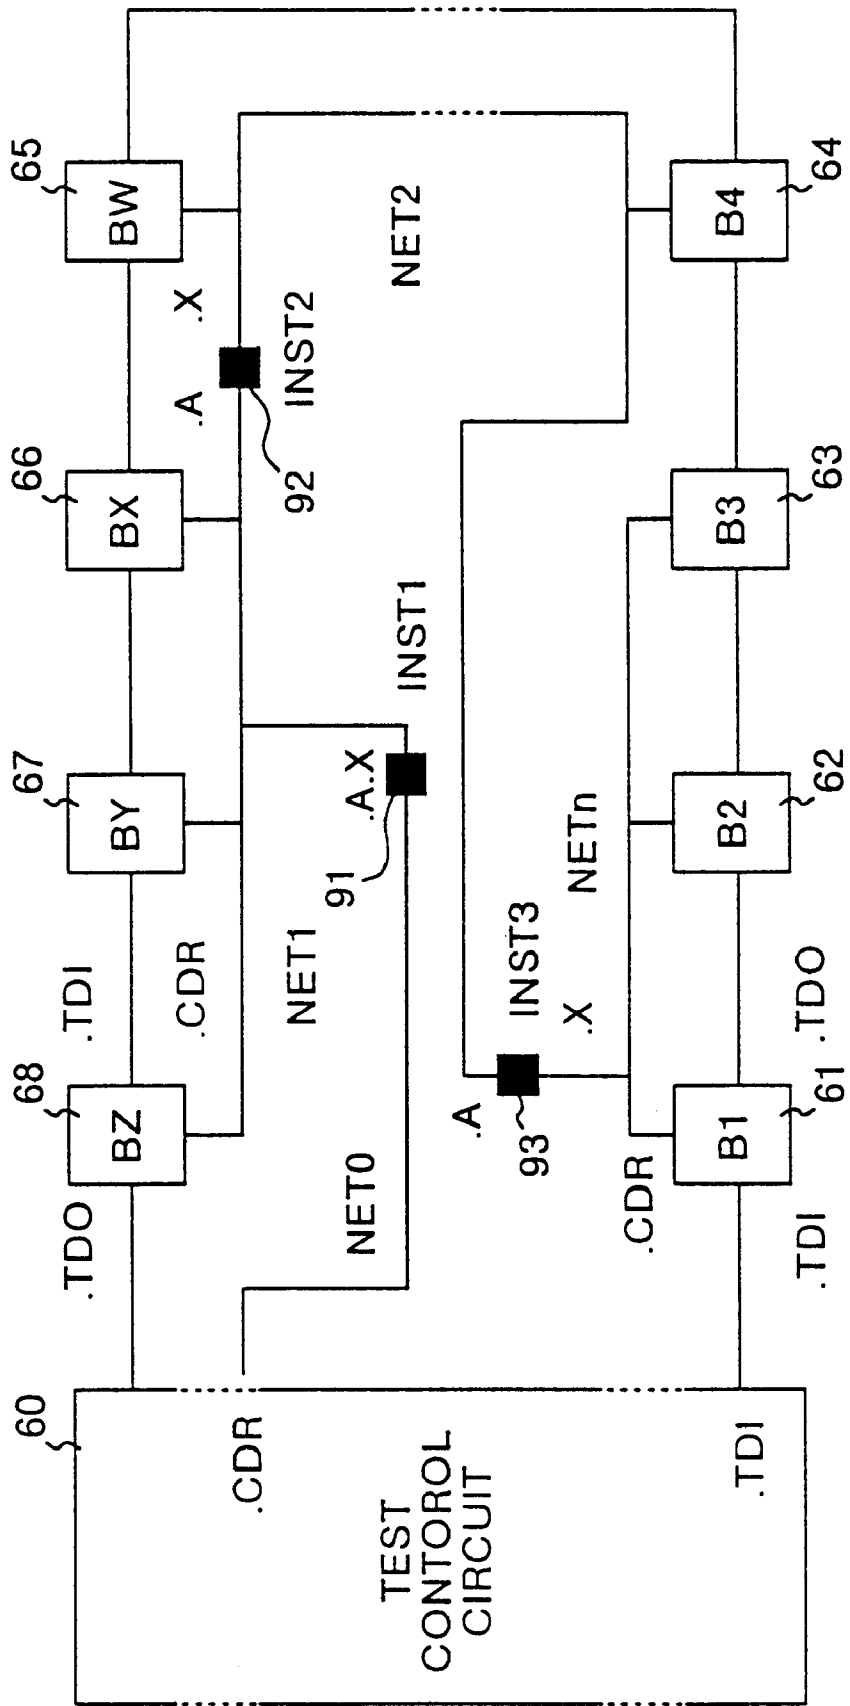 60
TEST
CONTOROL
CIRCUIT
.CDR
.TDI
.TDO
68
BZ
.TDI
67
BY
66
BX
65
BW
.CDR
.A
.X
NET1
92
INST2
NET0
91
.A.X
INST1
NET2
.A
93
INST3
.X
NETn
.CDR
B1
B2
B3
B4
.TDI
61
.TDO
62
63
64